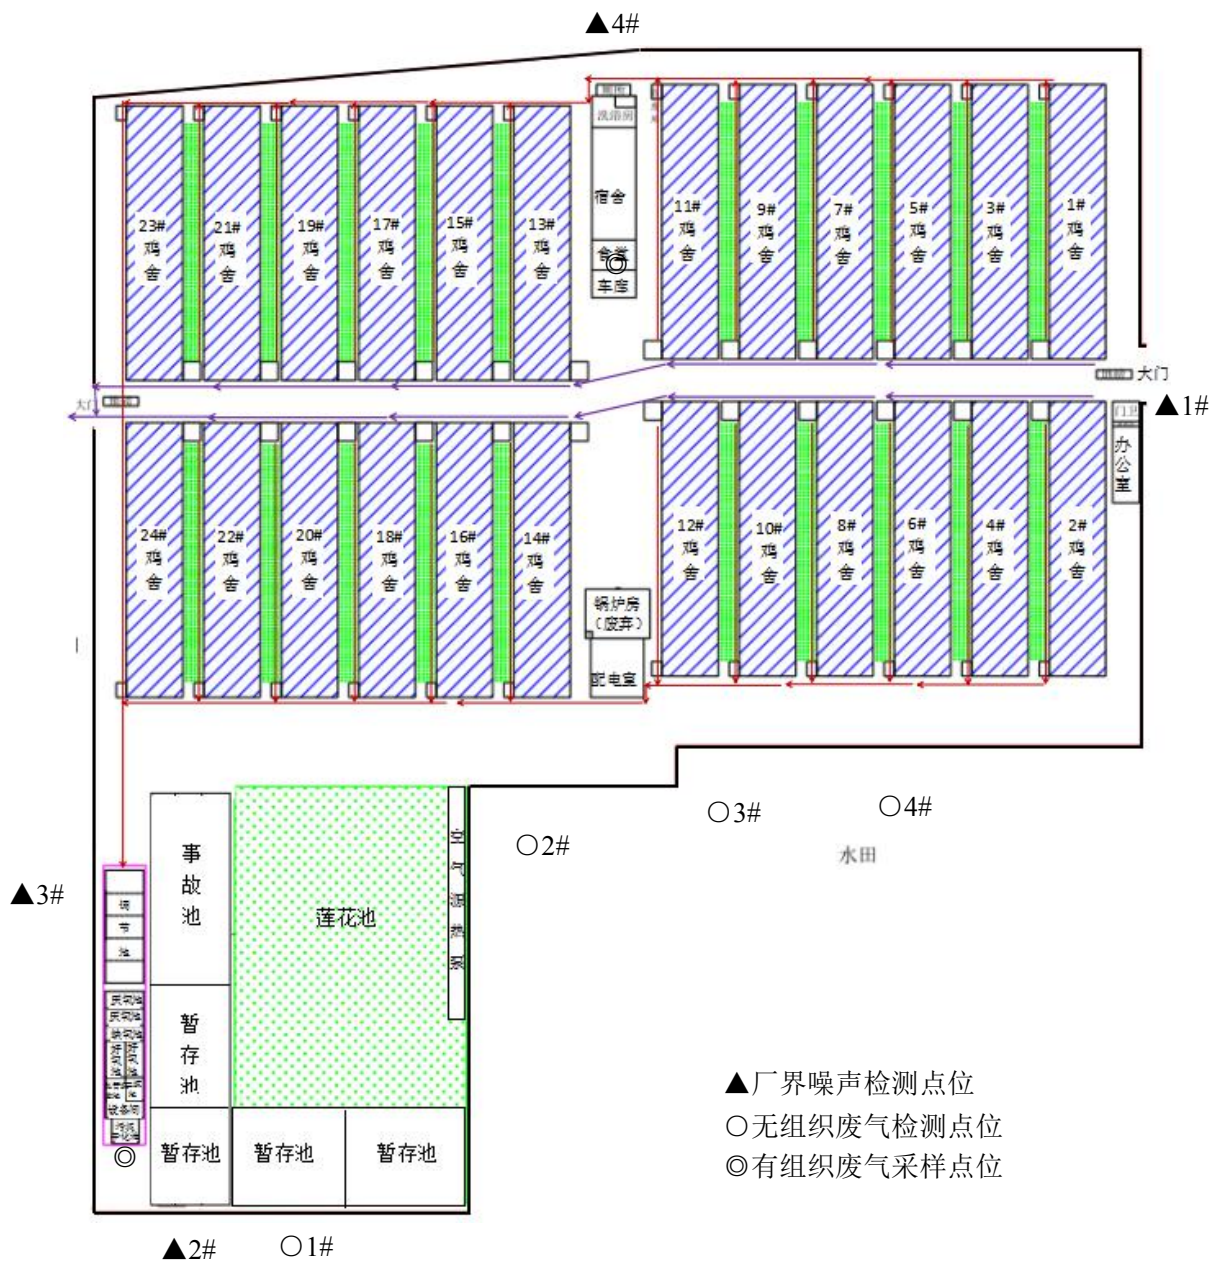 ▲4#
洗浴房
宿舍
食堂
◎
车库
23#
鸡
舍
21#
鸡
舍
19#
鸡
舍
17#
鸡
舍
15#
鸡
舍
13#
鸡
舍
11#
鸡
舍
9#
鸡
舍
7#
鸡
舍
5#
鸡
舍
3#
鸡
舍
1#
鸡
舍
大门
大门
▲1#
门卫
办
公
室
24#
鸡
舍
22#
鸡
舍
20#
鸡
舍
18#
鸡
舍
16#
鸡
舍
14#
鸡
舍
12#
鸡
舍
10#
鸡
舍
8#
鸡
舍
6#
鸡
舍
4#
鸡
舍
2#
鸡
舍
锅炉房
（废弃）
配电室
○3#
○4#
○2#
水田
▲3#
调
节
池
事
故
池
莲花池
空
气
源
热
泵
暂
存
池
设备间
◎
暂存池
暂存池
暂存池
▲厂界噪声检测点位
○无组织废气检测点位
◎有组织废气采样点位
▲2#
○1#